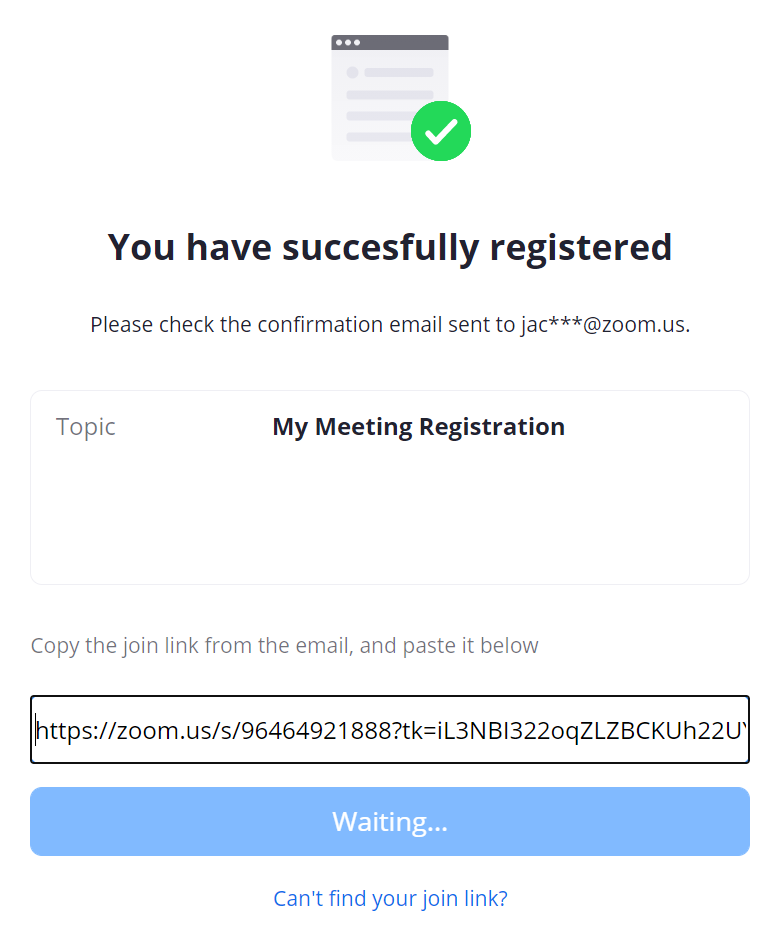 You have succesfully registered
Please check the confirmation email sent to jac***@zoom.us.
Topic My Meeting Registration
Copy the join link from the email, and paste it below
https://zoom.us/s/96464921888?tk=iL3NBI322oqZLZBCKUh22U
Waiting...
Can't find your join link?